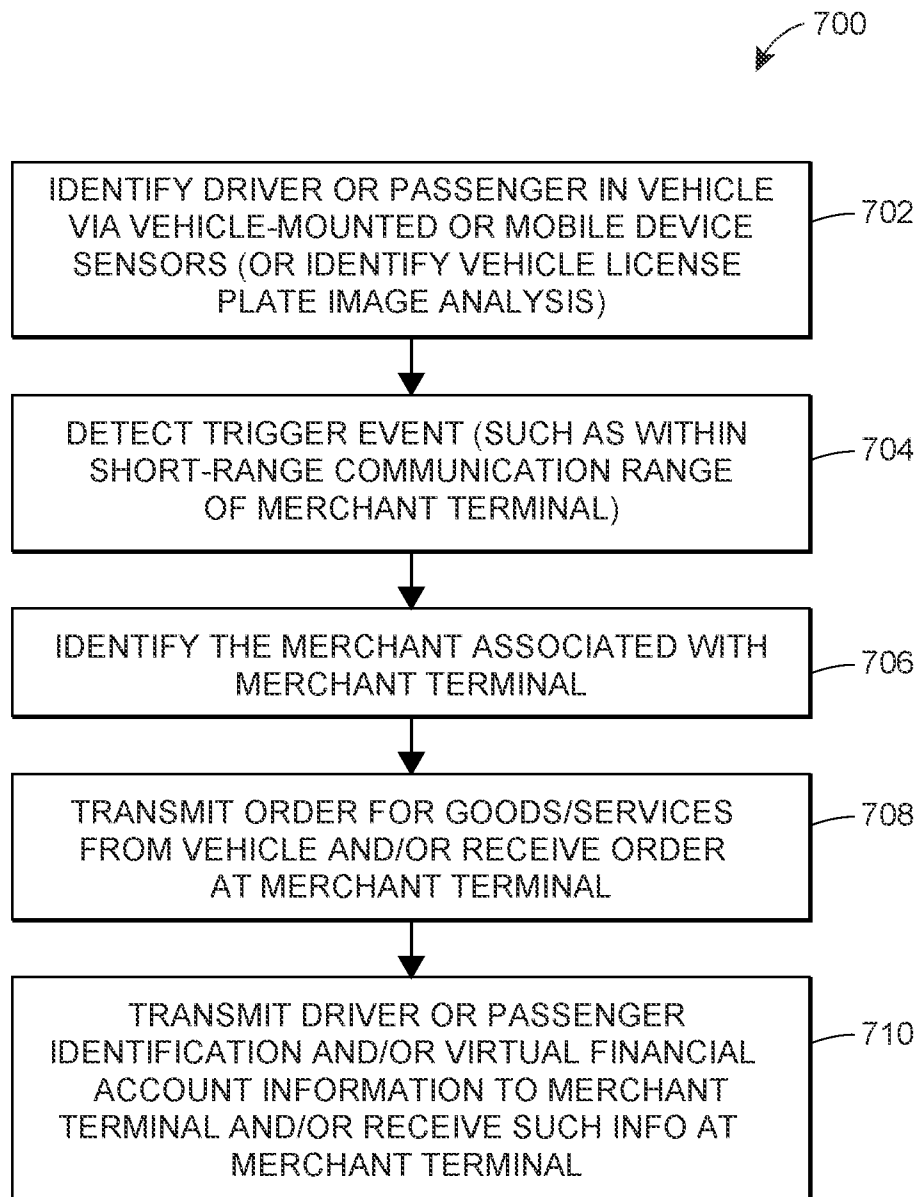 700
IDENTIFY DRIVER OR PASSENGER IN VEHICLE
VIA VEHICLE-MOUNTED OR MOBILE DEVICE
SENSORS (OR IDENTIFY VEHICLE LICENSE
PLATE IMAGE ANALYSIS)
702
DETECT TRIGGER EVENT (SUCH AS WITHIN
SHORT-RANGE COMMUNICATION RANGE
OF MERCHANT TERMINAL)
704
IDENTIFY THE MERCHANT ASSOCIATED WITH
MERCHANT TERMINAL
706
TRANSMIT ORDER FOR GOODS/SERVICES
FROM VEHICLE AND/OR RECEIVE ORDER
AT MERCHANT TERMINAL
708
TRANSMIT DRIVER OR PASSENGER
IDENTIFICATION AND/OR VIRTUAL FINANCIAL
ACCOUNT INFORMATION TO MERCHANT
TERMINAL AND/OR RECEIVE SUCH INFO AT
MERCHANT TERMINAL
710